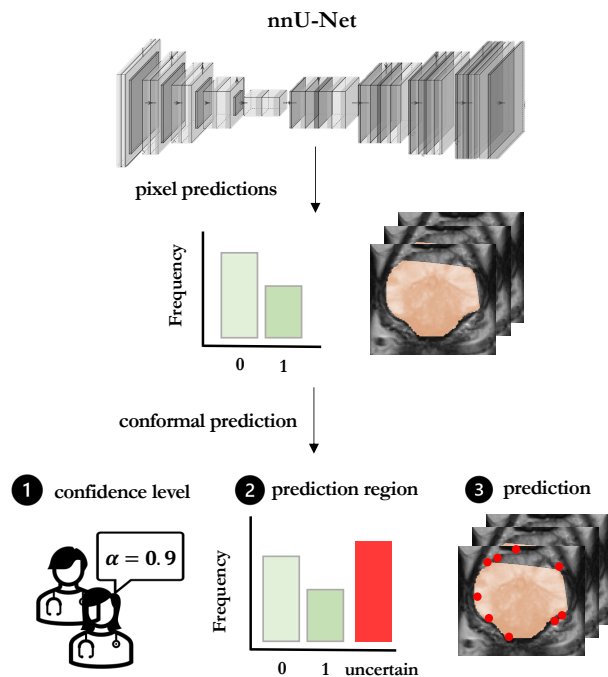 nnU-Net
pixel predictions
Frequency
0 1
conformal prediction
1 confidence level
α = 0.9
2 prediction region
Frequency
0 1 uncertain
3 prediction